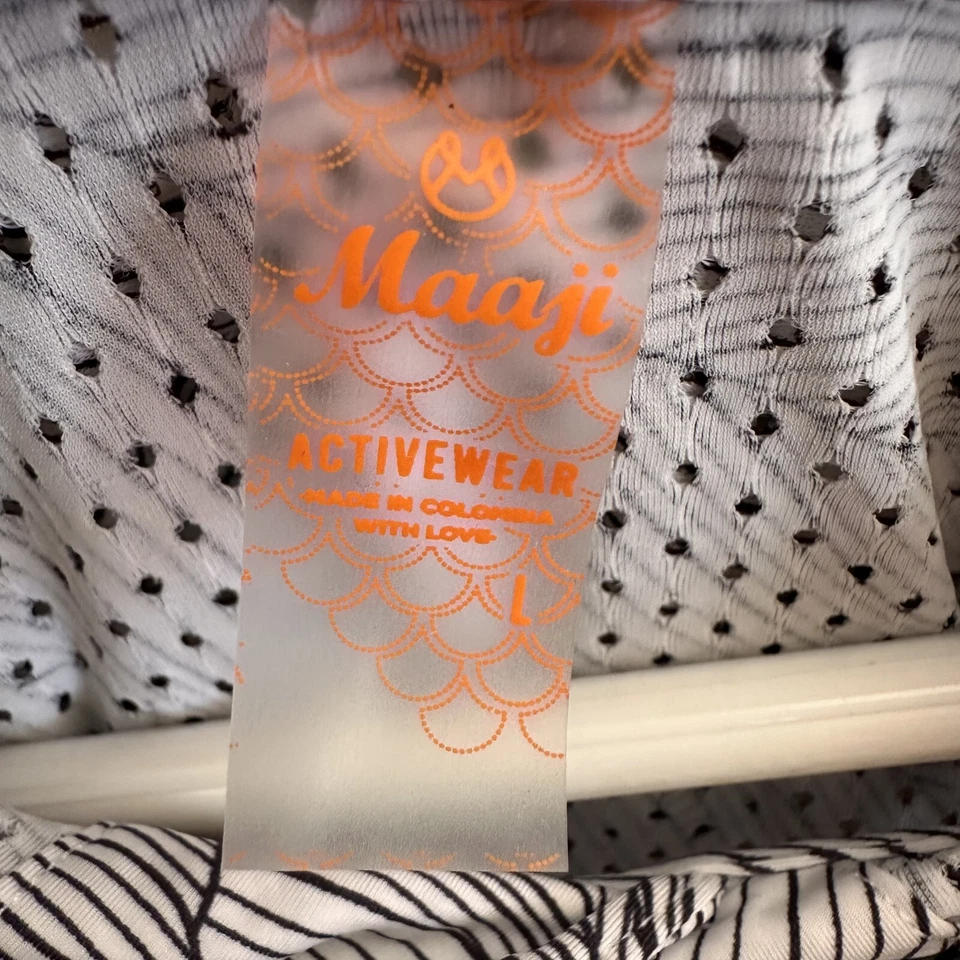 Maaji
ACTIVEWEAR
-MADE IN COLOMBIA
WITH LOVE-
L